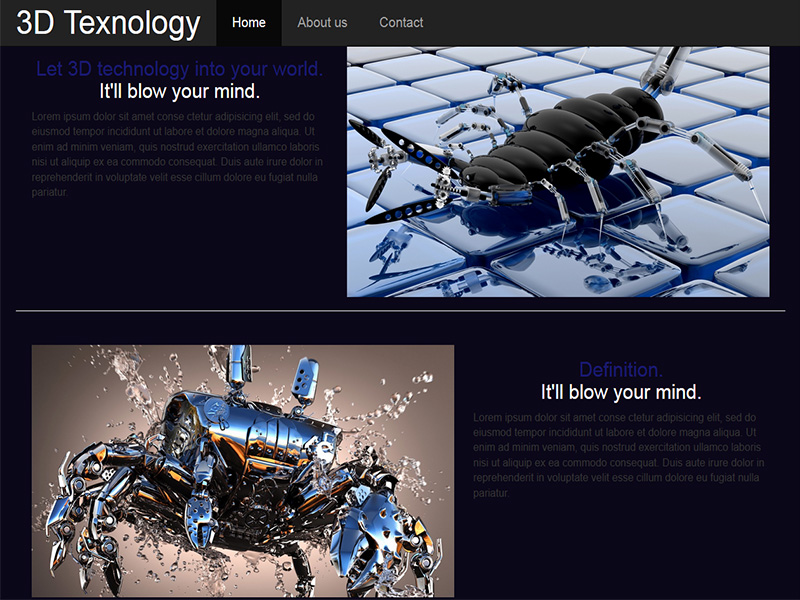 3D Texnology Home About us Contact
Let 3D technology into your world.
It'll blow your mind.
Lorem ipsum dolor sit amet conse ctetur adipisicing elit, sed do
eiusmod tempor incididunt ut labore et dolore magna aliqua. Ut
enim ad minim veniam, quis nostrud exercitation ullamco laboris
nisi ut aliquip ex ea commodo consequat. Duis aute irure dolor in
reprehenderit in voluptate velit esse cillum dolore eu fugiat nulla
pariatur.
Definition.
It'll blow your mind.
Lorem ipsum dolor sit amet conse ctetur adipisicing elit, sed do
eiusmod tempor incididunt ut labore et dolore magna aliqua. Ut
enim ad minim veniam, quis nostrud exercitation ullamco laboris
nisi ut aliquip ex ea commodo consequat. Duis aute irure dolor in
reprehenderit in voluptate velit esse cillum dolore eu fugiat nulla
pariatur.